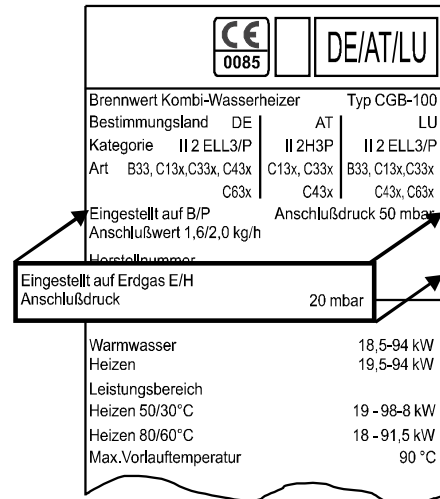 CE
0085
DE/AT/LU
Brennwert Kombi-Wasserheizer Typ CGB-100
Bestimmungsland DE AT LU
Kategorie II 2 ELL3/P II 2H3P II 2 ELL3/P
Art B33, C13x,C33x, C43x C13x, C33x B33, C13x,C33x
C63x C43x C43x, C63x
Eingestellt auf B/P Anschlußdruck 50 mbar
Anschlußwert 1,6/2,0 kg/h
Herstellnummer
Eingestellt auf Erdgas E/H
Anschlußdruck 20 mbar
Warmwasser 18,5-94 kW
Heizen 19,5-94 kW
Leistungsbereich
Heizen 50/30°C 19 - 98-8 kW
Heizen 80/60°C 18 - 91,5 kW
Max.Vorlauftemperatur 90 °C